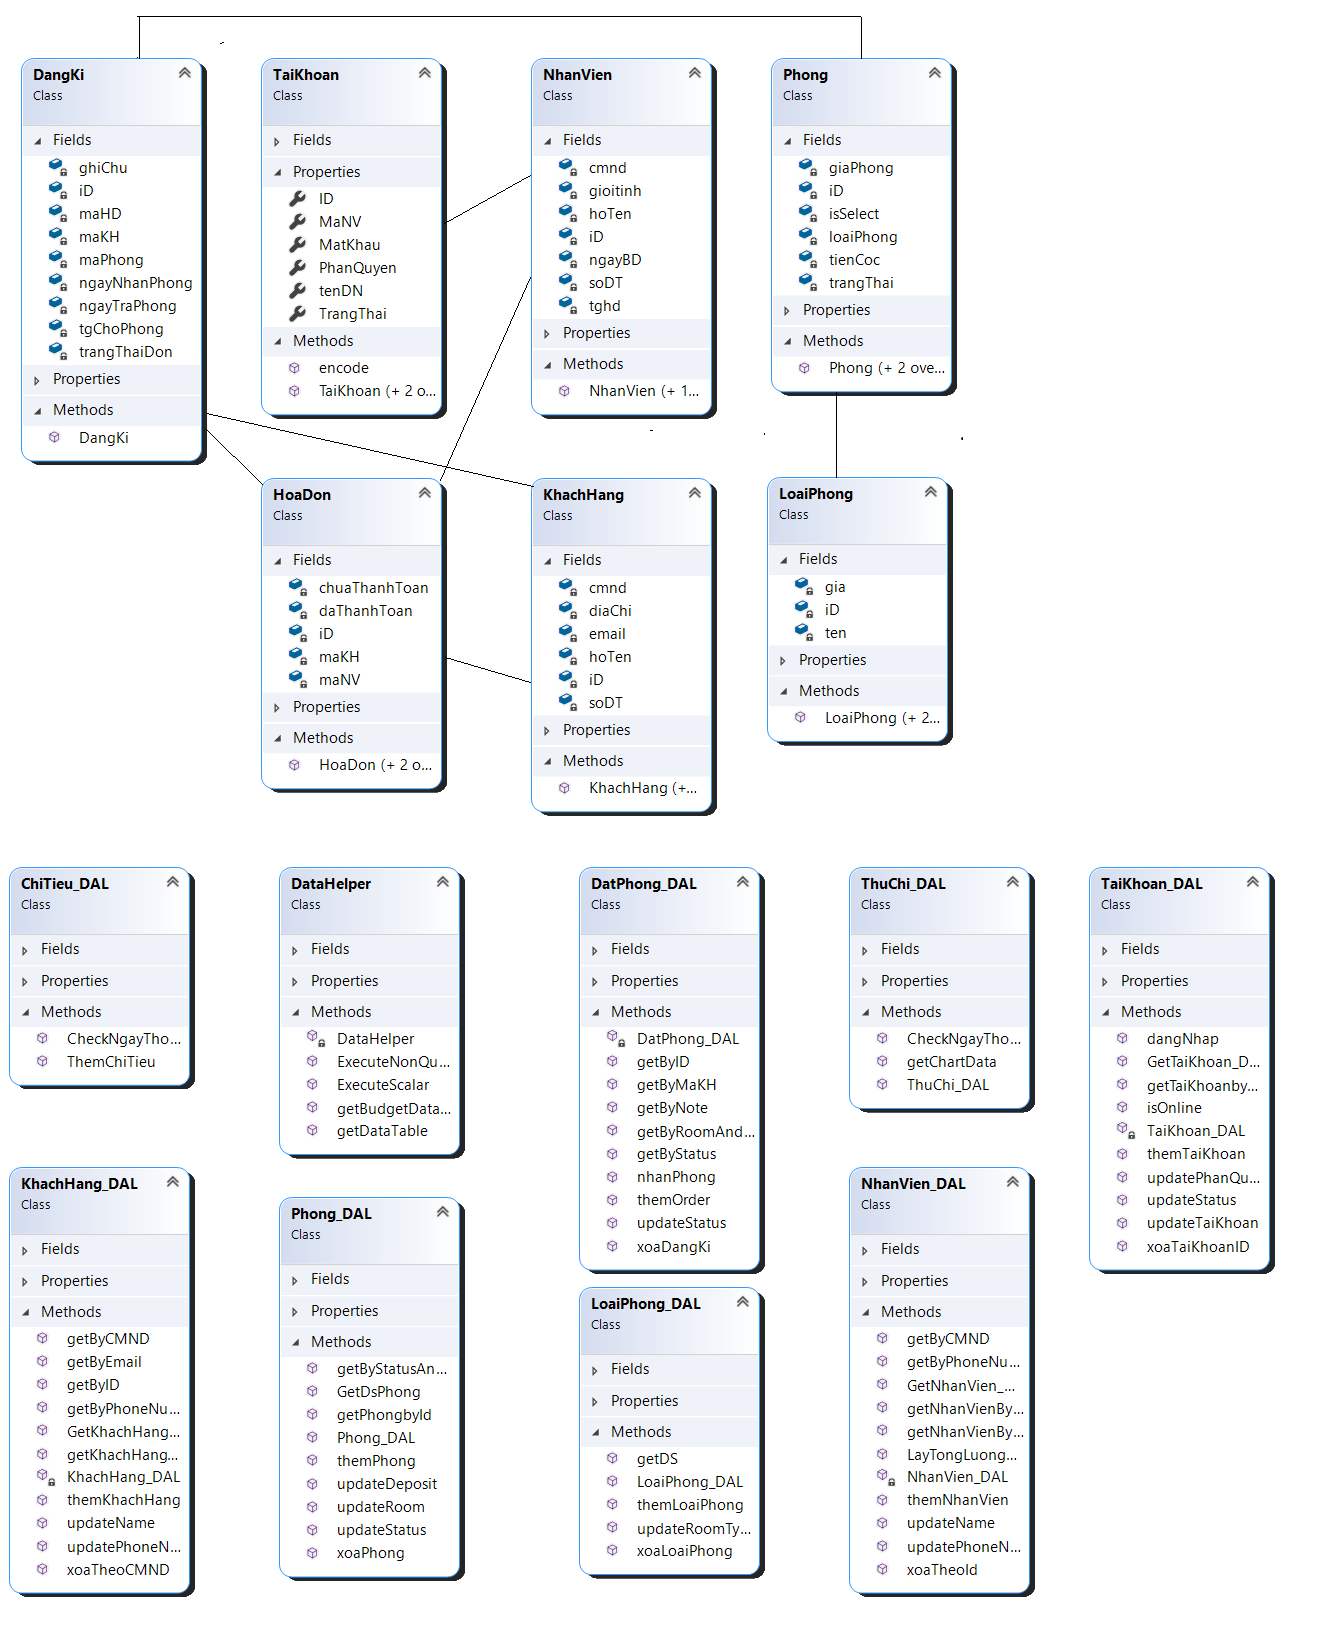 DangKi
Class
Fields
ghiChu
iD
maHD
maKH
maPhong
ngayNhanPhong
ngayTraPhong
tgChoPhong
trangThaiDon
Properties
Methods
DangKi
TaiKhoan
Class
Fields
Properties
ID
MaNV
MatKhau
PhanQuyen
tenDN
TrangThai
Methods
encode
TaiKhoan (+ 2 o...
NhanVien
Class
Fields
cmnd
gioitinh
hoTen
iD
ngayBD
soDT
tghd
Properties
Methods
NhanVien (+ 1...
Phong
Class
Fields
giaPhong
iD
isSelect
loaiPhong
tienCoc
trangThai
Properties
Methods
Phong (+ 2 ove...
HoaDon
Class
Fields
chuaThanhToan
daThanhToan
iD
maKH
maNV
Properties
Methods
HoaDon (+ 2 o...
KhachHang
Class
Fields
cmnd
diaChi
email
hoTen
iD
soDT
Properties
Methods
KhachHang (+...
LoaiPhong
Class
Fields
gia
iD
ten
Properties
Methods
LoaiPhong (+ 2...
ChiTieu_DAL
Class
Fields
Properties
Methods
CheckNgayTho...
ThemChiTieu
DataHelper
Class
Fields
Properties
Methods
DataHelper
ExecuteNonQu...
ExecuteScalar
getBudgetData...
getDataTable
DatPhong_DAL
Class
Fields
Properties
Methods
DatPhong_DAL
getByID
getByMaKH
getByNote
getByRoomAnd...
getByStatus
nhanPhong
themOrder
updateStatus
xoaDangKi
ThuChi_DAL
Class
Fields
Properties
Methods
CheckNgayTho...
getChartData
ThuChi_DAL
TaiKhoan_DAL
Class
Fields
Properties
Methods
dangNhap
GetTaiKhoan_D...
getTaiKhoanby...
isOnline
TaiKhoan_DAL
themTaiKhoan
updatePhanQu...
updateStatus
updateTaiKhoan
xoaTaiKhoanID
KhachHang_DAL
Class
Fields
Properties
Methods
getByCMND
getByEmail
getByID
getByPhoneNu...
GetKhachHang...
getKhachHang...
KhachHang_DAL
themKhachHang
updateName
updatePhoneN...
xoaTheoCMND
Phong_DAL
Class
Fields
Properties
Methods
getByStatusAn...
GetDsPhong
getPhongbyId
Phong_DAL
themPhong
updateDeposit
updateRoom
updateStatus
xoaPhong
LoaiPhong_DAL
Class
Fields
Properties
Methods
getDS
LoaiPhong_DAL
themLoaiPhong
updateRoomTy...
xoaLoaiPhong
NhanVien_DAL
Class
Fields
Properties
Methods
getByCMND
getByPhoneNu...
GetNhanVien_...
getNhanVienBy...
getNhanVienBy...
LayTongLuong...
NhanVien_DAL
themNhanVien
updateName
updatePhoneN...
xoaTheoId